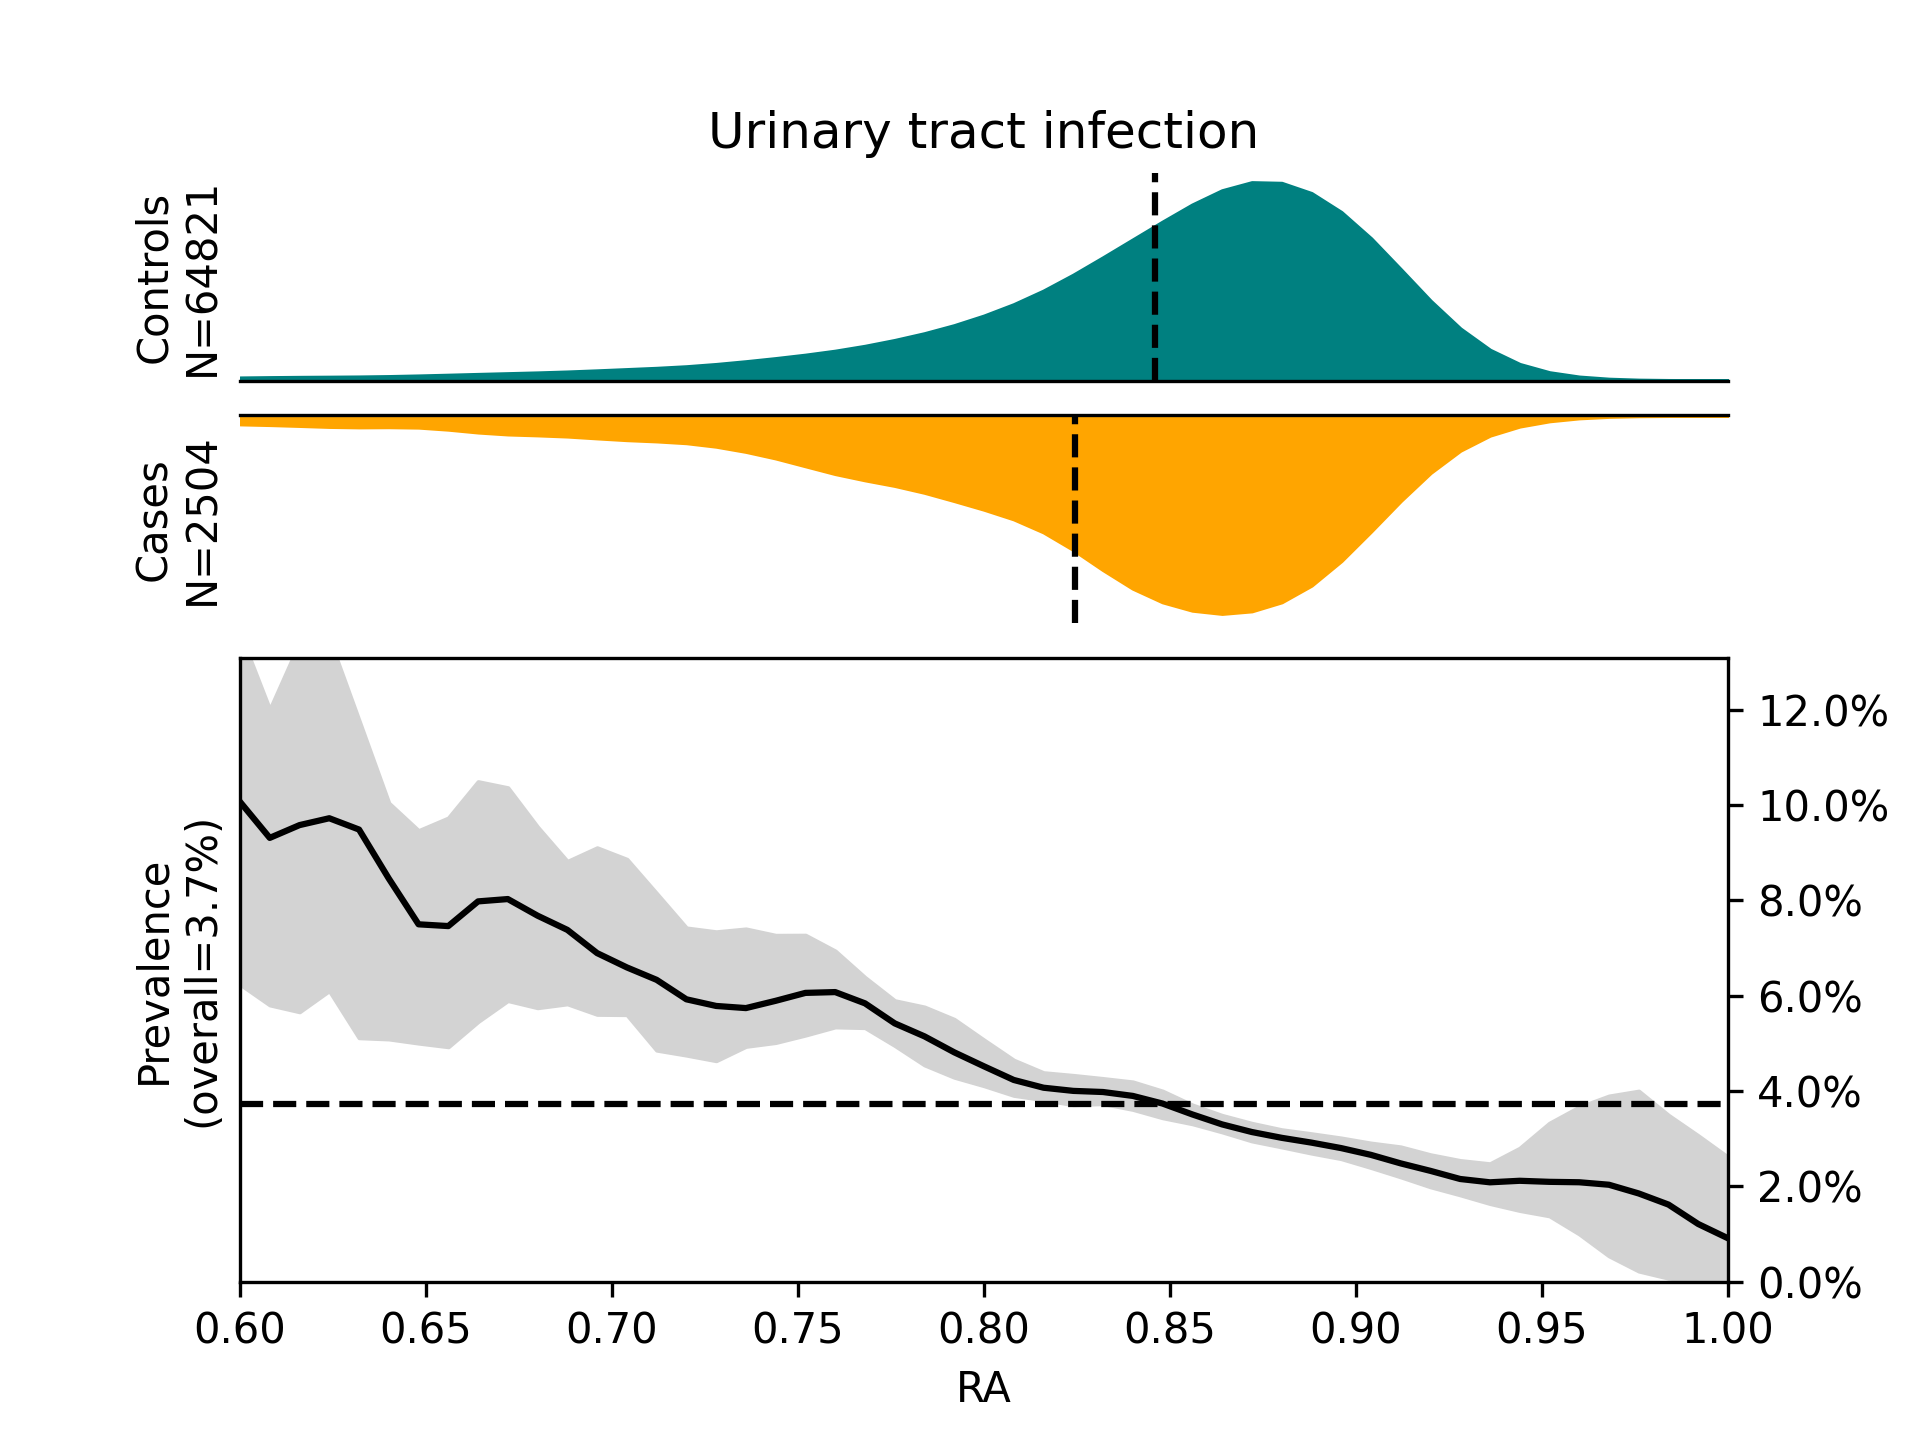 Urinary tract infection
Controls
N=64821
Cases
N=2504
Prevalence
(overall=3.7%)
12.0%
10.0%
8.0%
6.0%
4.0%
2.0%
0.0%
0.60 0.65 0.70 0.75 0.80 0.85 0.90 0.95 1.00
RA